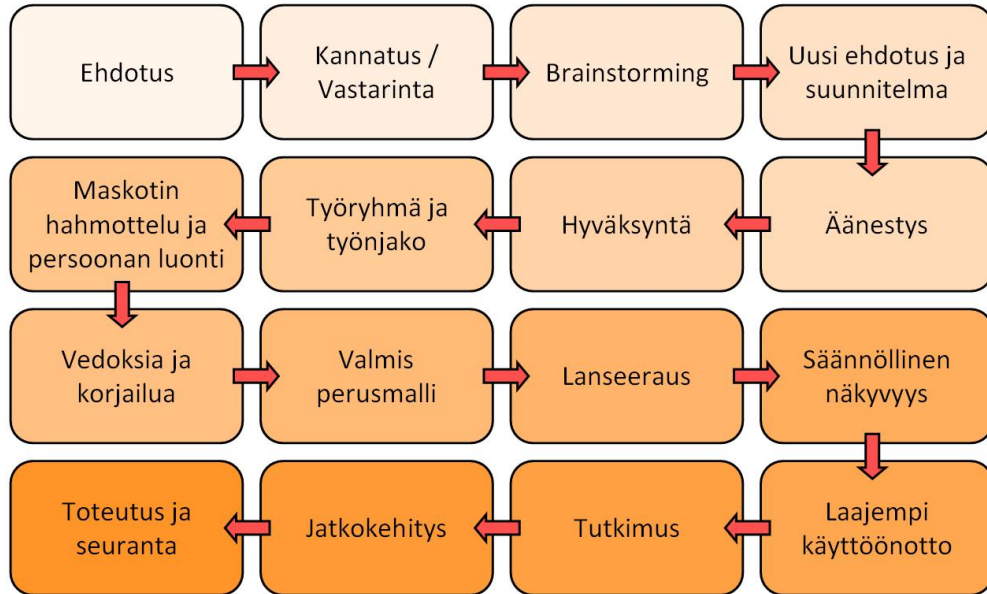 Ehdotus
Kannatus /
Vastarinta
Brainstorming
Uusi ehdotus ja
suunnitelma
Äänestys
Hyväksyntä
Työryhmä ja
työnjako
Maskotin
hahmottelu ja
persoonan luonti
Vedoksia ja
korjailua
Valmis
perusmalli
Lanseeraus
Säännöllinen
näkyvyys
Laajempi
käyttöönotto
Tutkimus
Jatkokehitys
Toteutus ja
seuranta